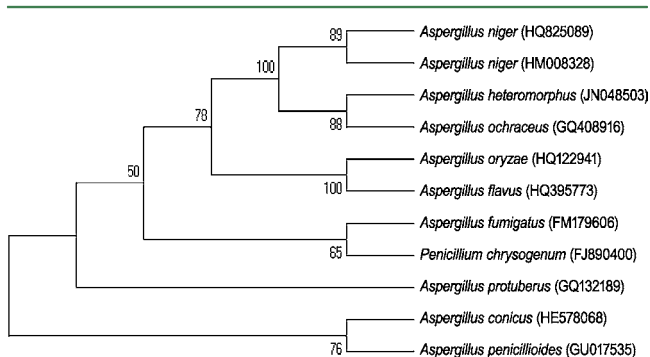 89
Aspergillus niger (HQ825089)
100
Aspergillus niger (HM008328)
Aspergillus heteromorphus (JN048503)
78
88
Aspergillus ochraceus (GQ408916)
Aspergillus oryzae (HQ122941)
50
100
Aspergillus flavus (HQ395773)
Aspergillus fumigatus (FM179606)
65
Penicillium chrysogenum (FJ890400)
Aspergillus protuberus (GQ132189)
Aspergillus conicus (HE578068)
76
Aspergillus penicillioides (GU017535)